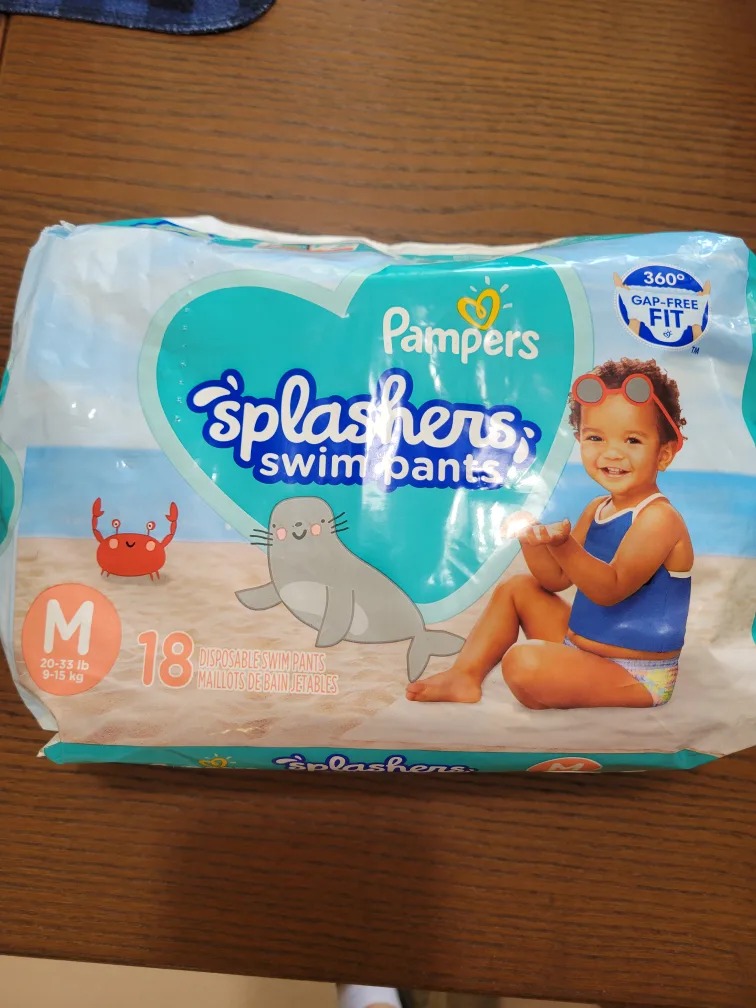 360°
GAP-FREE
FIT
TM
Pampers
splashers
swim pants
M
20-33 lb
9-15 kg
18
DISPOSABLE SWIM PANTS
MAILLOTS DE BAIN JETABLES
splashers
M